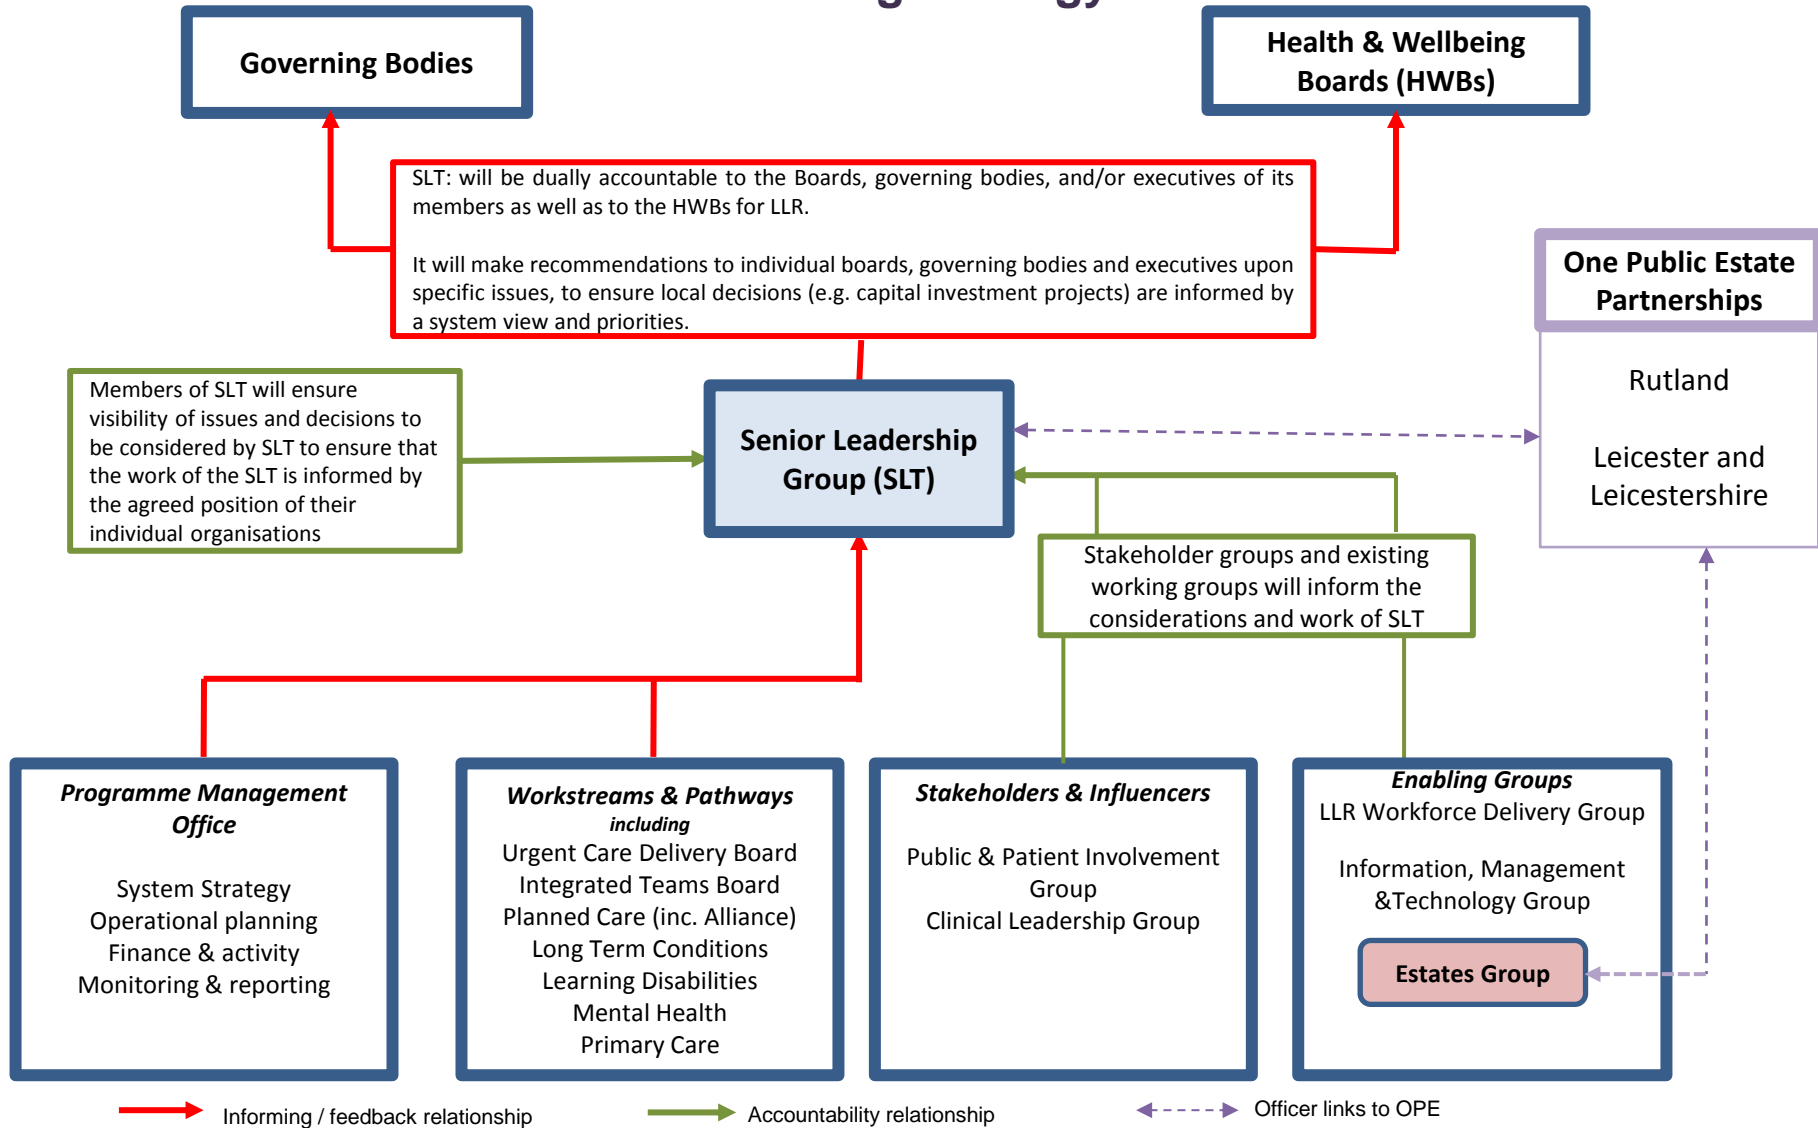 Governing Bodies
Health & Wellbeing
Boards (HWBs)
SLT: will be dually accountable to the Boards, governing bodies, and/or executives of its
members as well as to the HWBs for LLR.
It will make recommendations to individual boards, governing bodies and executives upon
specific issues, to ensure local decisions (e.g. capital investment projects) are informed by
a system view and priorities.
One Public Estate
Partnerships
Rutland
Leicester and
Leicestershire
Members of SLT will ensure
visibility of issues and decisions to
be considered by SLT to ensure that
the work of the SLT is informed by
the agreed position of their
individual organisations
Senior Leadership
Group (SLT)
Stakeholder groups and existing
working groups will inform the
considerations and work of SLT
Programme Management
Office
System Strategy
Operational planning
Finance & activity
Monitoring & reporting
Workstreams & Pathways
including
Urgent Care Delivery Board
Integrated Teams Board
Planned Care (inc. Alliance)
Long Term Conditions
Learning Disabilities
Mental Health
Primary Care
Stakeholders & Influencers
Public & Patient Involvement
Group
Clinical Leadership Group
Enabling Groups
LLR Workforce Delivery Group
Information, Management
&Technology Group
Estates Group
Informing / feedback relationship
Accountability relationship
Officer links to OPE